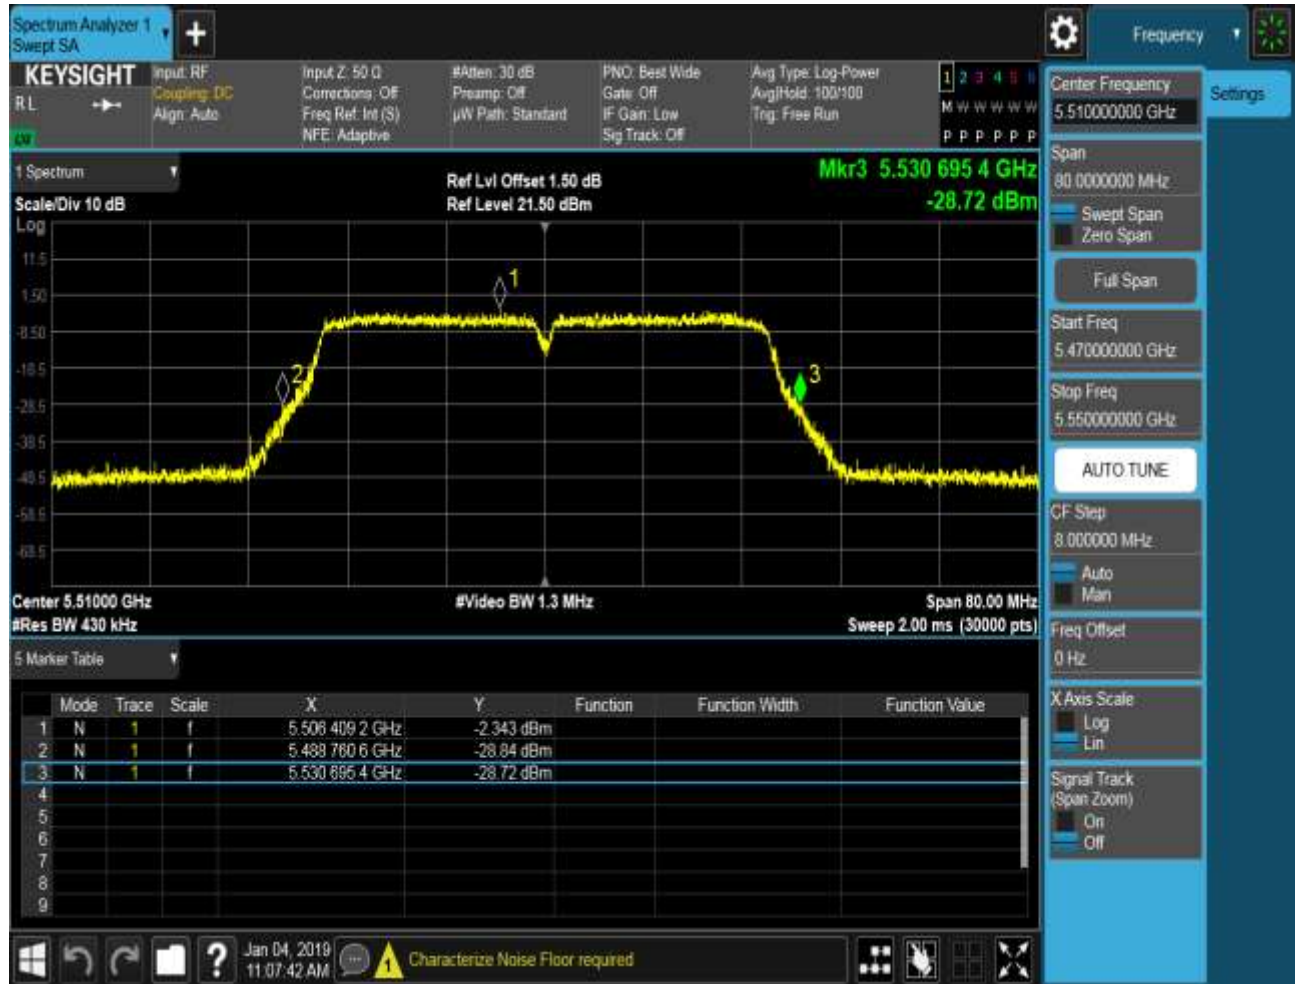 Spectrum Analyzer 1
Swept SA
Frequency
KEYSIGHT
RL
Input: RF
Coupling: DC
Align: Auto
Input Z: 50 Ω
Corrections: Off
Freq Ref: Int (S)
NFE: Adaptive
#Atten: 30 dB
Preamp: Off
µW Path: Standard
PNO: Best Wide
Gate: Off
IF Gain: Low
Sig Track: Off
Avg Type: Log-Power
Avg|Hold: 100/100
Trig: Free Run
1 2 3 4 5 6
M W W W W W
P P P P P P
1 Spectrum
Scale/Div 10 dB
Log
Ref Lvl Offset 1.50 dB
Ref Level 21.50 dBm
Mkr3 5.530 695 4 GHz
-28.72 dBm
11.5
1.50
-8.50
-18.5
-28.5
-38.5
-48.5
-58.5
-68.5
1
2
3
Center 5.51000 GHz
#Video BW 1.3 MHz
Span 80.00 MHz
#Res BW 430 kHz
Sweep 2.00 ms (30000 pts)
5 Marker Table
Mode Trace Scale X Y Function Function Width Function Value
1 N 1 f 5.506 409 2 GHz -2.343 dBm
2 N 1 f 5.488 760 6 GHz -28.84 dBm
3 N 1 f 5.530 695 4 GHz -28.72 dBm
4
5
6
7
8
9
Jan 04, 2019
11:07:42 AM
Characterize Noise Floor required
Center Frequency
5.510000000 GHz
Settings
Span
80.0000000 MHz
Swept Span
Zero Span
Full Span
Start Freq
5.470000000 GHz
Stop Freq
5.550000000 GHz
AUTO TUNE
CF Step
8.000000 MHz
Auto
Man
Freq Offset
0 Hz
X Axis Scale
Log
Lin
Signal Track
(Span Zoom)
On
Off